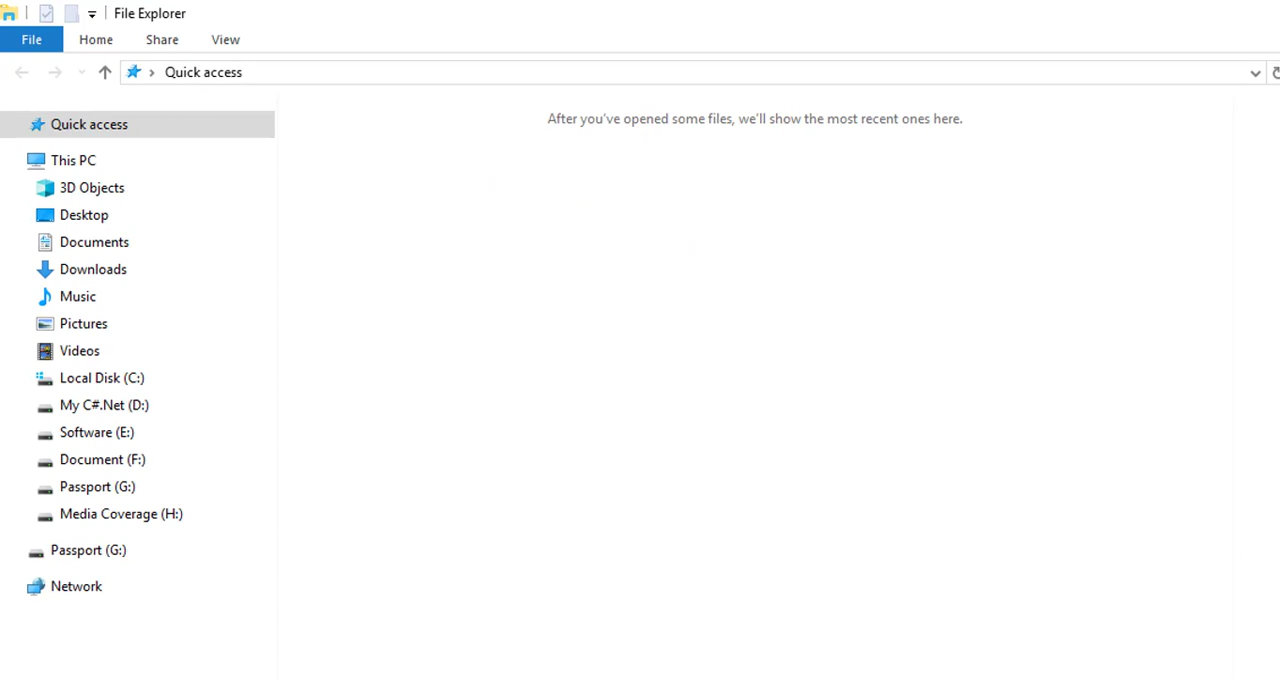 File Explorer
File Home Share View
Quick access
After you've opened some files, we'll show the most recent ones here.
Quick access
This PC
3D Objects
Desktop
Documents
Downloads
Music
Pictures
Videos
Local Disk (C:)
My C#.Net (D:)
Software (E:)
Document (F:)
Passport (G:)
Media Coverage (H:)
Passport (G:)
Network